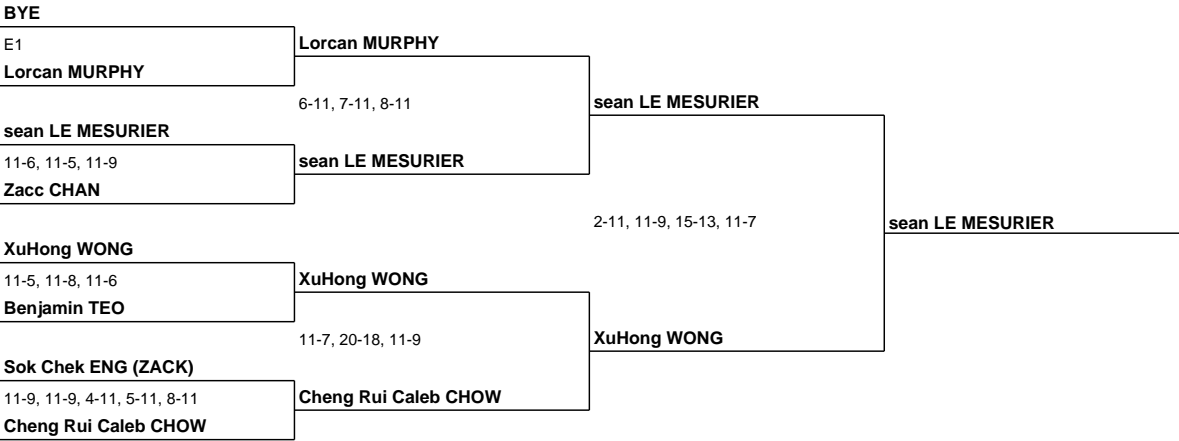 BYE
E1
Lorcan MURPHY
Lorcan MURPHY
6-11, 7-11, 8-11
sean LE MESURIER
sean LE MESURIER
11-6, 11-5, 11-9
sean LE MESURIER
Zacc CHAN
2-11, 11-9, 15-13, 11-7
sean LE MESURIER
XuHong WONG
11-5, 11-8, 11-6
XuHong WONG
Benjamin TEO
11-7, 20-18, 11-9
XuHong WONG
Sok Chek ENG (ZACK)
11-9, 11-9, 4-11, 5-11, 8-11
Cheng Rui Caleb CHOW
Cheng Rui Caleb CHOW